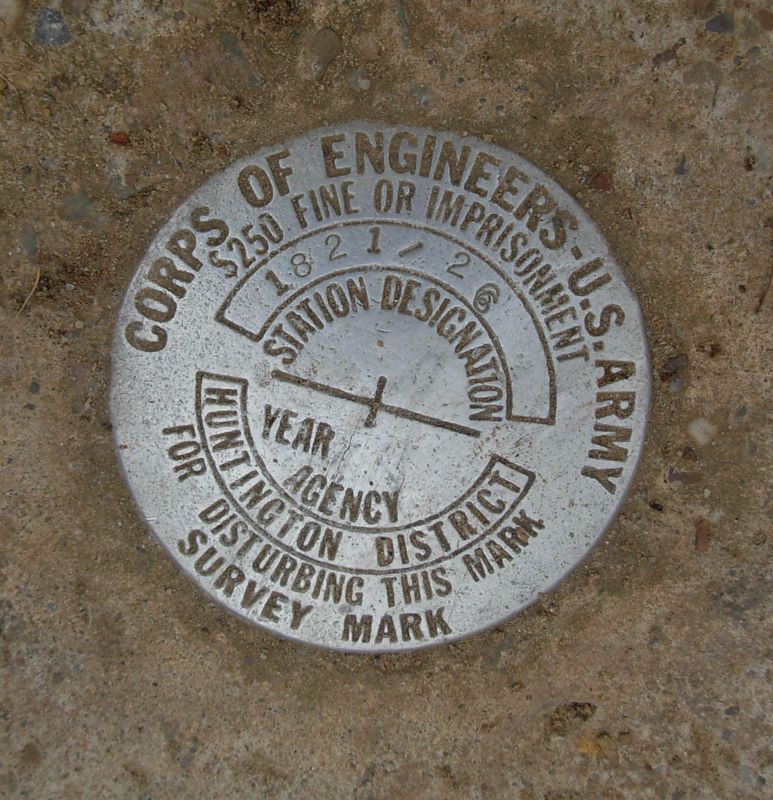 CORPS OF ENGINEERS-U.S. ARMY
$250 FINE OR IMPRISONMENT
1821/26
STATION DESIGNATION
YEAR
AGENCY
HUNTINGTON DISTRICT
FOR DISTURBING THIS MARK
SURVEY MARK